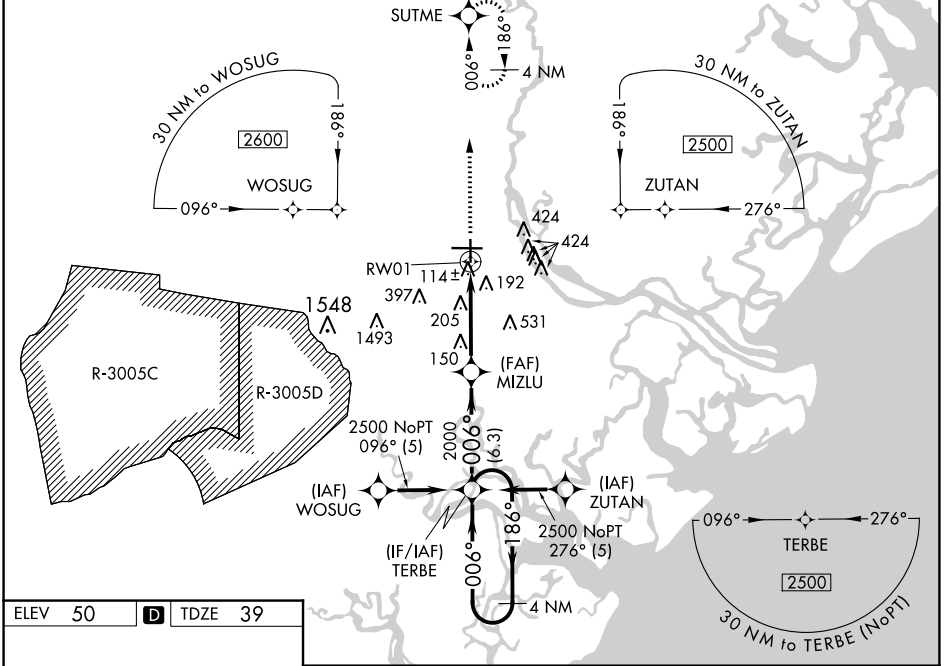 SUTME
186°
006°
4 NM
30 NM to WOSUG
186°
2600
WOSUG
096°
30 NM to ZUTAN
186°
2500
ZUTAN
276°
424
424
RW01
114±
192
397
1548
1493
205
531
150
(FAF)
MIZLU
R-3005C
R-3005D
2500 NoPT
096° (5)
2000
006°
(6.3)
(IAF)
WOSUG
(IAF)
ZUTAN
186°
2500 NoPT
276° (5)
(IF/IAF)
TERBE
006°
4 NM
096°
276°
TERBE
2500
30 NM to TERBE (NoPT)
ELEV 50 D TDZE 39